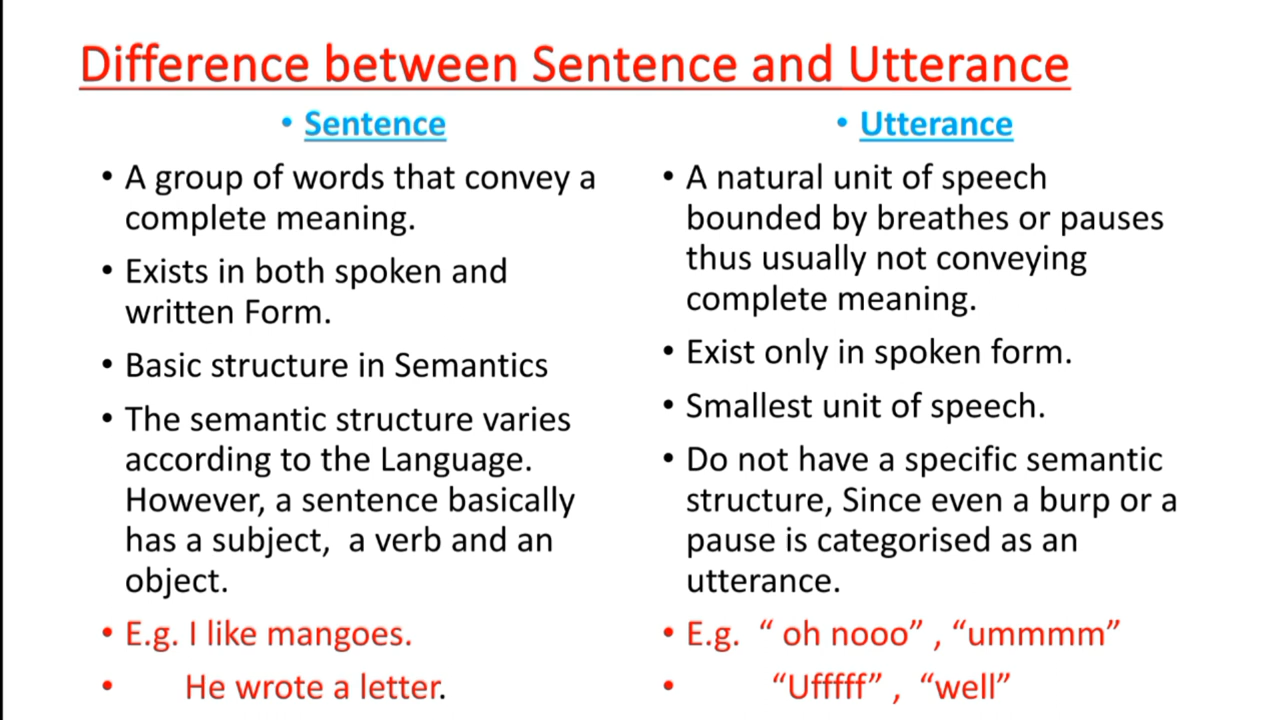 Difference between Sentence and Utterance
• Sentence
• A group of words that convey a
complete meaning.
• Exists in both spoken and
written Form.
• Basic structure in Semantics
• The semantic structure varies
according to the Language.
However, a sentence basically
has a subject,  a verb and an
object.
• E.g. I like mangoes.
• He wrote a letter.
• Utterance
• A natural unit of speech
bounded by breathes or pauses
thus usually not conveying
complete meaning.
• Exist only in spoken form.
• Smallest unit of speech.
• Do not have a specific semantic
structure, Since even a burp or a
pause is categorised as an
utterance.
• E.g.  “ oh nooo” , “ummmm”
• “Ufffff” ,  “well”